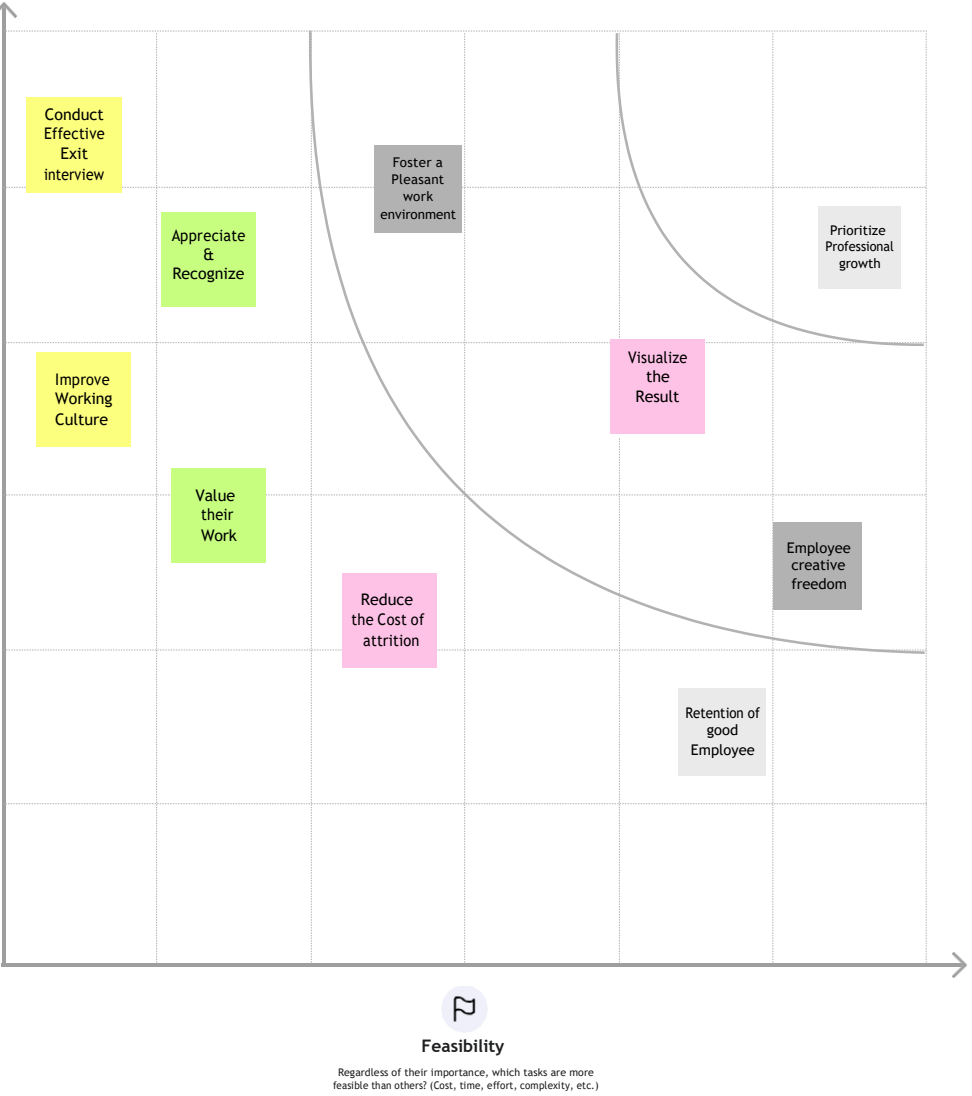 Conduct
Effective
Exit
interview
Foster a
Pleasant
work
environment
Appreciate
&
Recognize
Prioritize
Professional
growth
Improve
Working
Culture
Visualize
the
Result
Value
their
Work
Employee
creative
freedom
Reduce
the Cost of
attrition
Retention of
good
Employee
Feasibility
Regardless of their importance, which tasks are more
feasible than others? (Cost, time, effort, complexity, etc.)